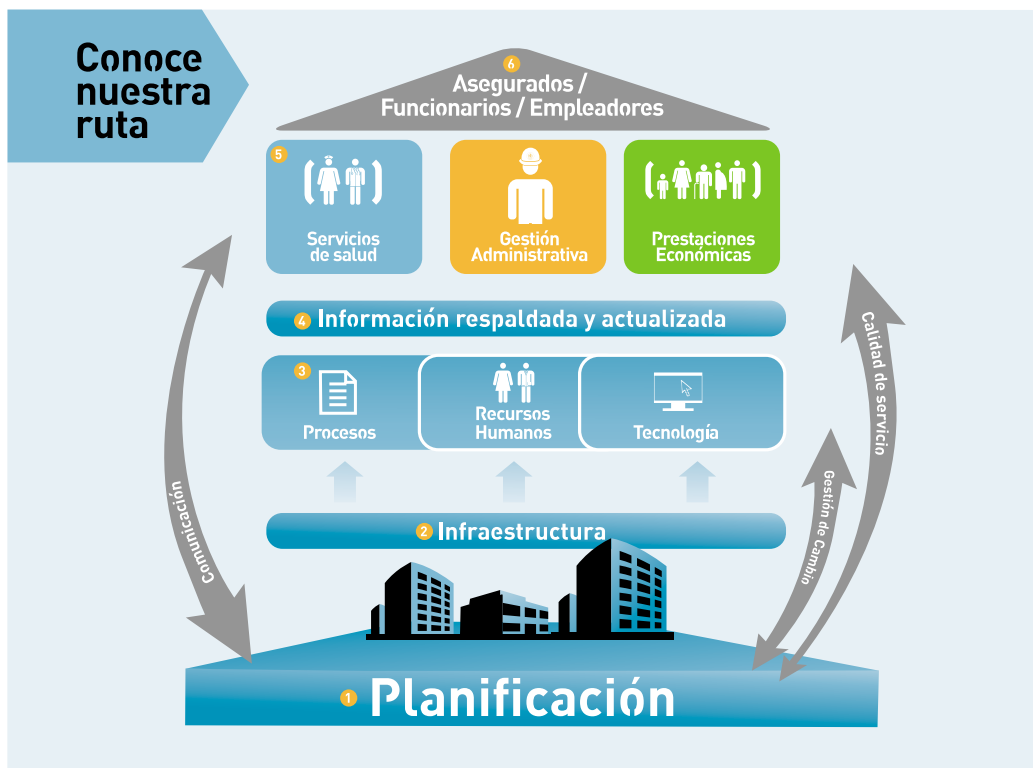 Conoce
nuestra
ruta
6
Asegurados /
Funcionarios / Empleadores
5
Servicios
de salud
Gestión
Administrativa
Prestaciones
Económicas
4 Información respaldada y actualizada
3
Procesos
Recursos
Humanos
Tecnología
2 Infraestructura
1 Planificación
Comunicación
Gestión de Cambio
Calidad de servicio